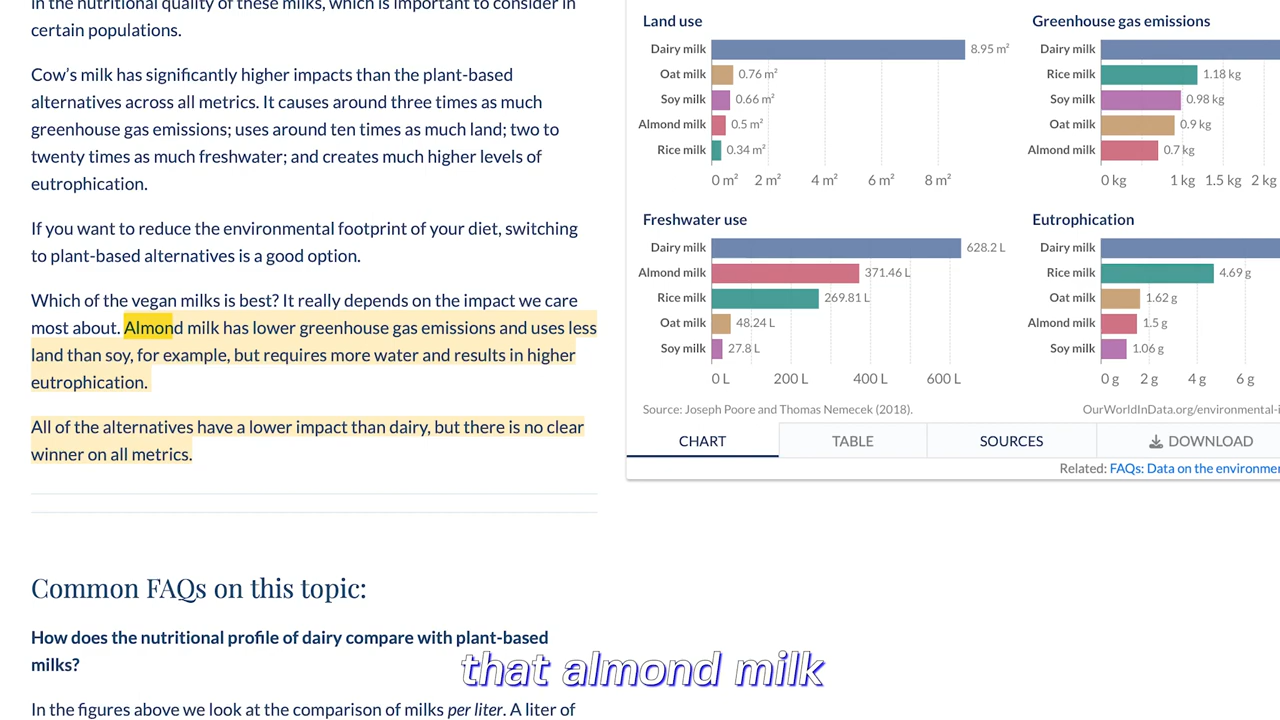 in the nutritional quality of these milks, which is important to consider in
certain populations.
Cow’s milk has significantly higher impacts than the plant-based
alternatives across all metrics. It causes around three times as much
greenhouse gas emissions; uses around ten times as much land; two to
twenty times as much freshwater; and creates much higher levels of
eutrophication.
If you want to reduce the environmental footprint of your diet, switching
to plant-based alternatives is a good option.
Which of the vegan milks is best? It really depends on the impact we care
most about. Almond milk has lower greenhouse gas emissions and uses less
land than soy, for example, but requires more water and results in higher
eutrophication.
All of the alternatives have a lower impact than dairy, but there is no clear
winner on all metrics.
Common FAQs on this topic:
How does the nutritional profile of dairy compare with plant-based
milks?
In the figures above we look at the comparison of milks per liter. A liter of
Land use
Dairy milk 8.95 m²
Oat milk 0.76 m²
Soy milk 0.66 m²
Almond milk 0.5 m²
Rice milk 0.34 m²
0 m² 2 m² 4 m² 6 m² 8 m²
Greenhouse gas emissions
Dairy milk
Rice milk 1.18 kg
Soy milk 0.98 kg
Oat milk 0.9 kg
Almond milk 0.7 kg
0 kg 1 kg 1.5 kg 2 kg
Freshwater use
Dairy milk 628.2 L
Almond milk 371.46 L
Rice milk 269.81 L
Oat milk 48.24 L
Soy milk 27.8 L
0 L 200 L 400 L 600 L
Eutrophication
Dairy milk
Rice milk 4.69 g
Oat milk 1.62 g
Almond milk 1.5 g
Soy milk 1.06 g
0 g 2 g 4 g 6 g
Source: Joseph Poore and Thomas Nemecek (2018).
OurWorldInData.org/environmental-i
CHART TABLE SOURCES DOWNLOAD
Related: FAQs: Data on the environmen
that almond milk